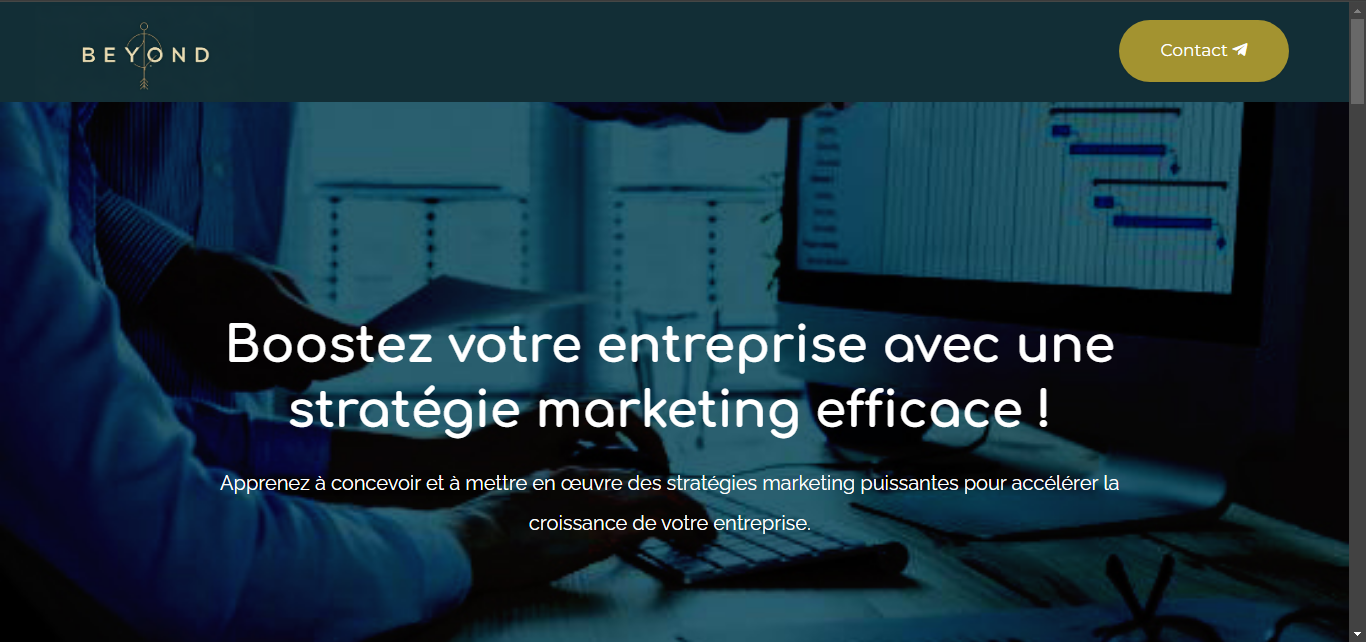 BEYOND
Contact
Boostez votre entreprise avec une
stratégie marketing efficace !
Apprenez à concevoir et à mettre en œuvre des stratégies marketing puissantes pour accélérer la
croissance de votre entreprise.